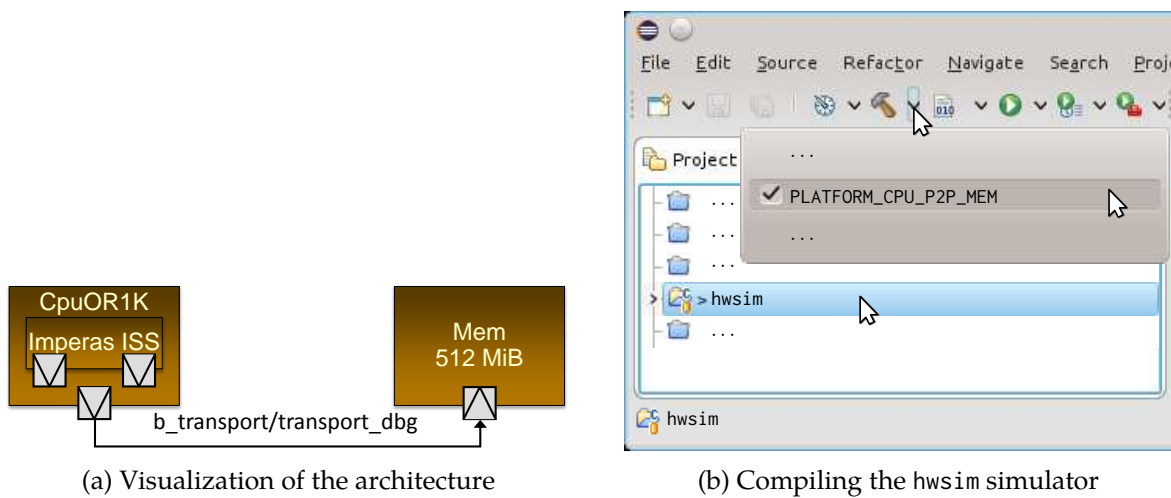 CpuOR1K
Imperas ISS
Mem
512 MiB
b_transport/transport_dbg
(a) Visualization of the architecture
File Edit Source Refactor Navigate Search Proj
010
Project
...
PLATFORM_CPU_P2P_MEM
...
...
...
...
> hwsim
...
hwsim
(b) Compiling the hwsim simulator